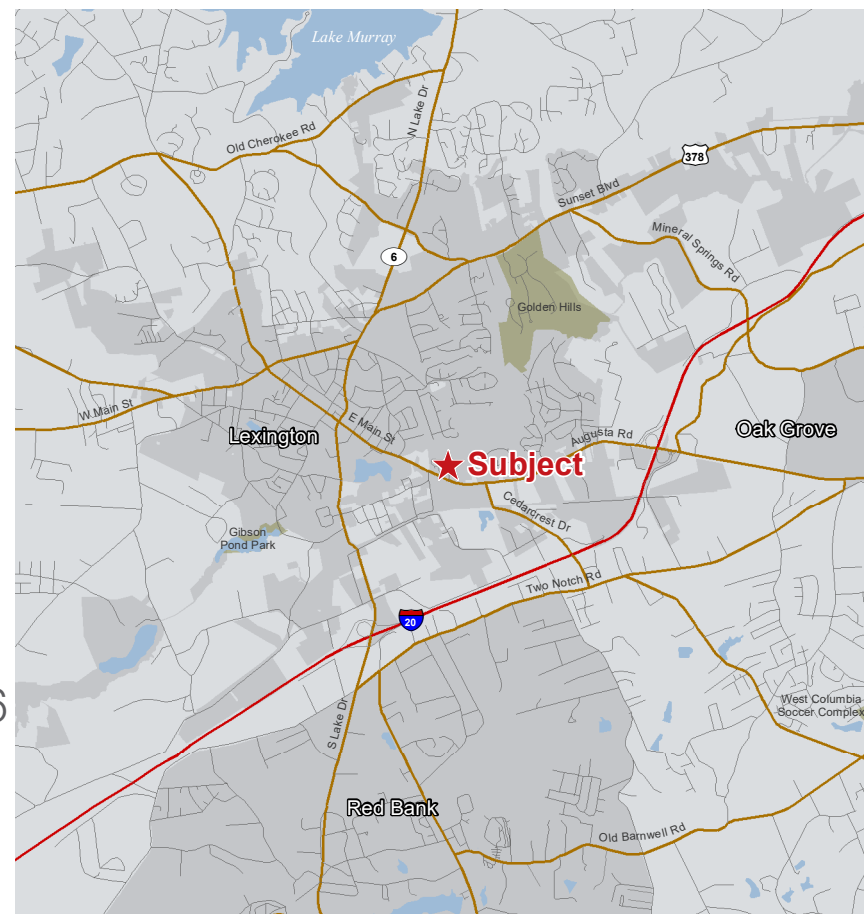 Lake Murray
N Lake Dr
Old Cherokee Rd
378
Sunset Blvd
Mineral Springs Rd
6
Golden Hills
W Main St
E Main St
Lexington
Augusta Rd
Oak Grove
Subject
Cedarcrest Dr
Gibson
Pond Park
Two Notch Rd
20
6
S Lake Dr
West Columbia
Soccer Complex
Red Bank
Old Barnwell Rd